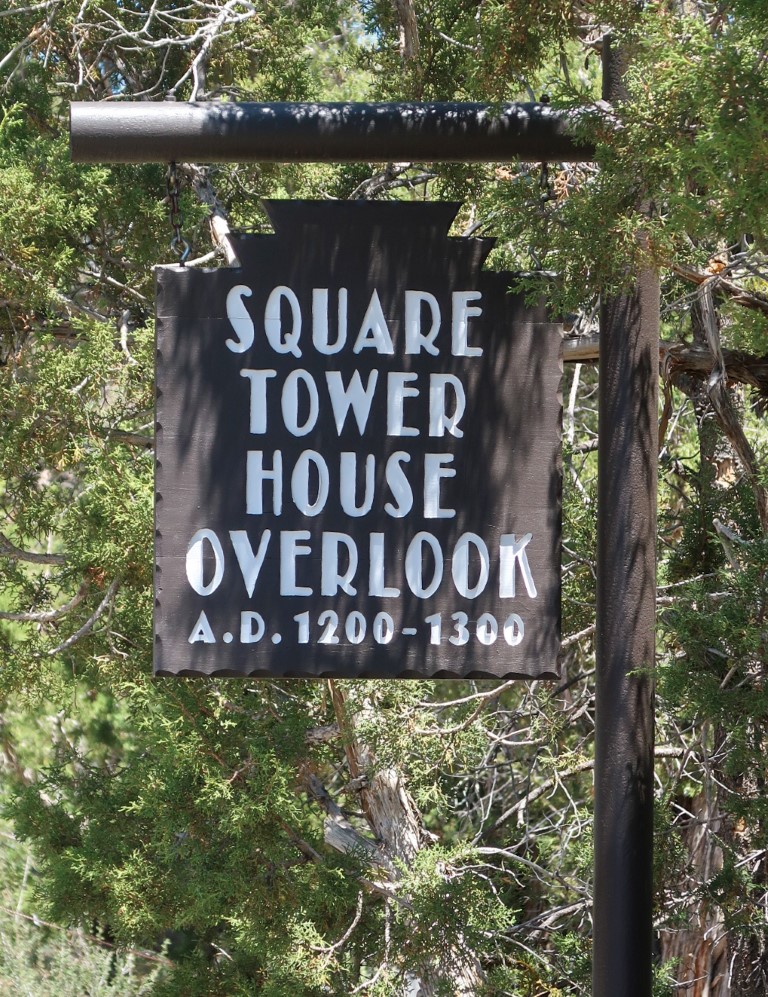 SQUARE
TOWER
HOUSE
OVERLOOK
A.D. 1200-1300